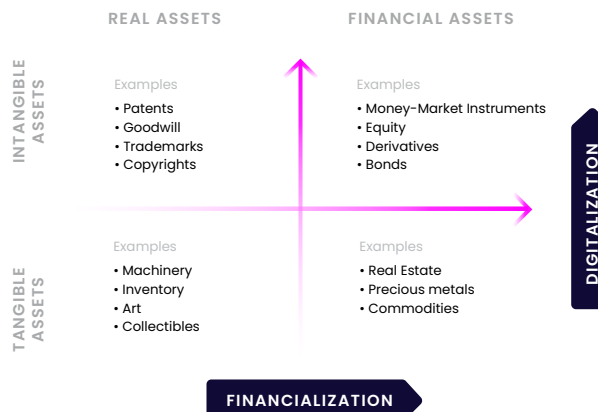 REAL ASSETS
FINANCIAL ASSETS
INTANGIBLE
ASSETS
Examples
• Patents
• Goodwill
• Trademarks
• Copyrights
Examples
• Money-Market Instruments
• Equity
• Derivatives
• Bonds
DIGITALIZATION
TANGIBLE
ASSETS
Examples
• Machinery
• Inventory
• Art
• Collectibles
Examples
• Real Estate
• Precious metals
• Commodities
FINANCIALIZATION